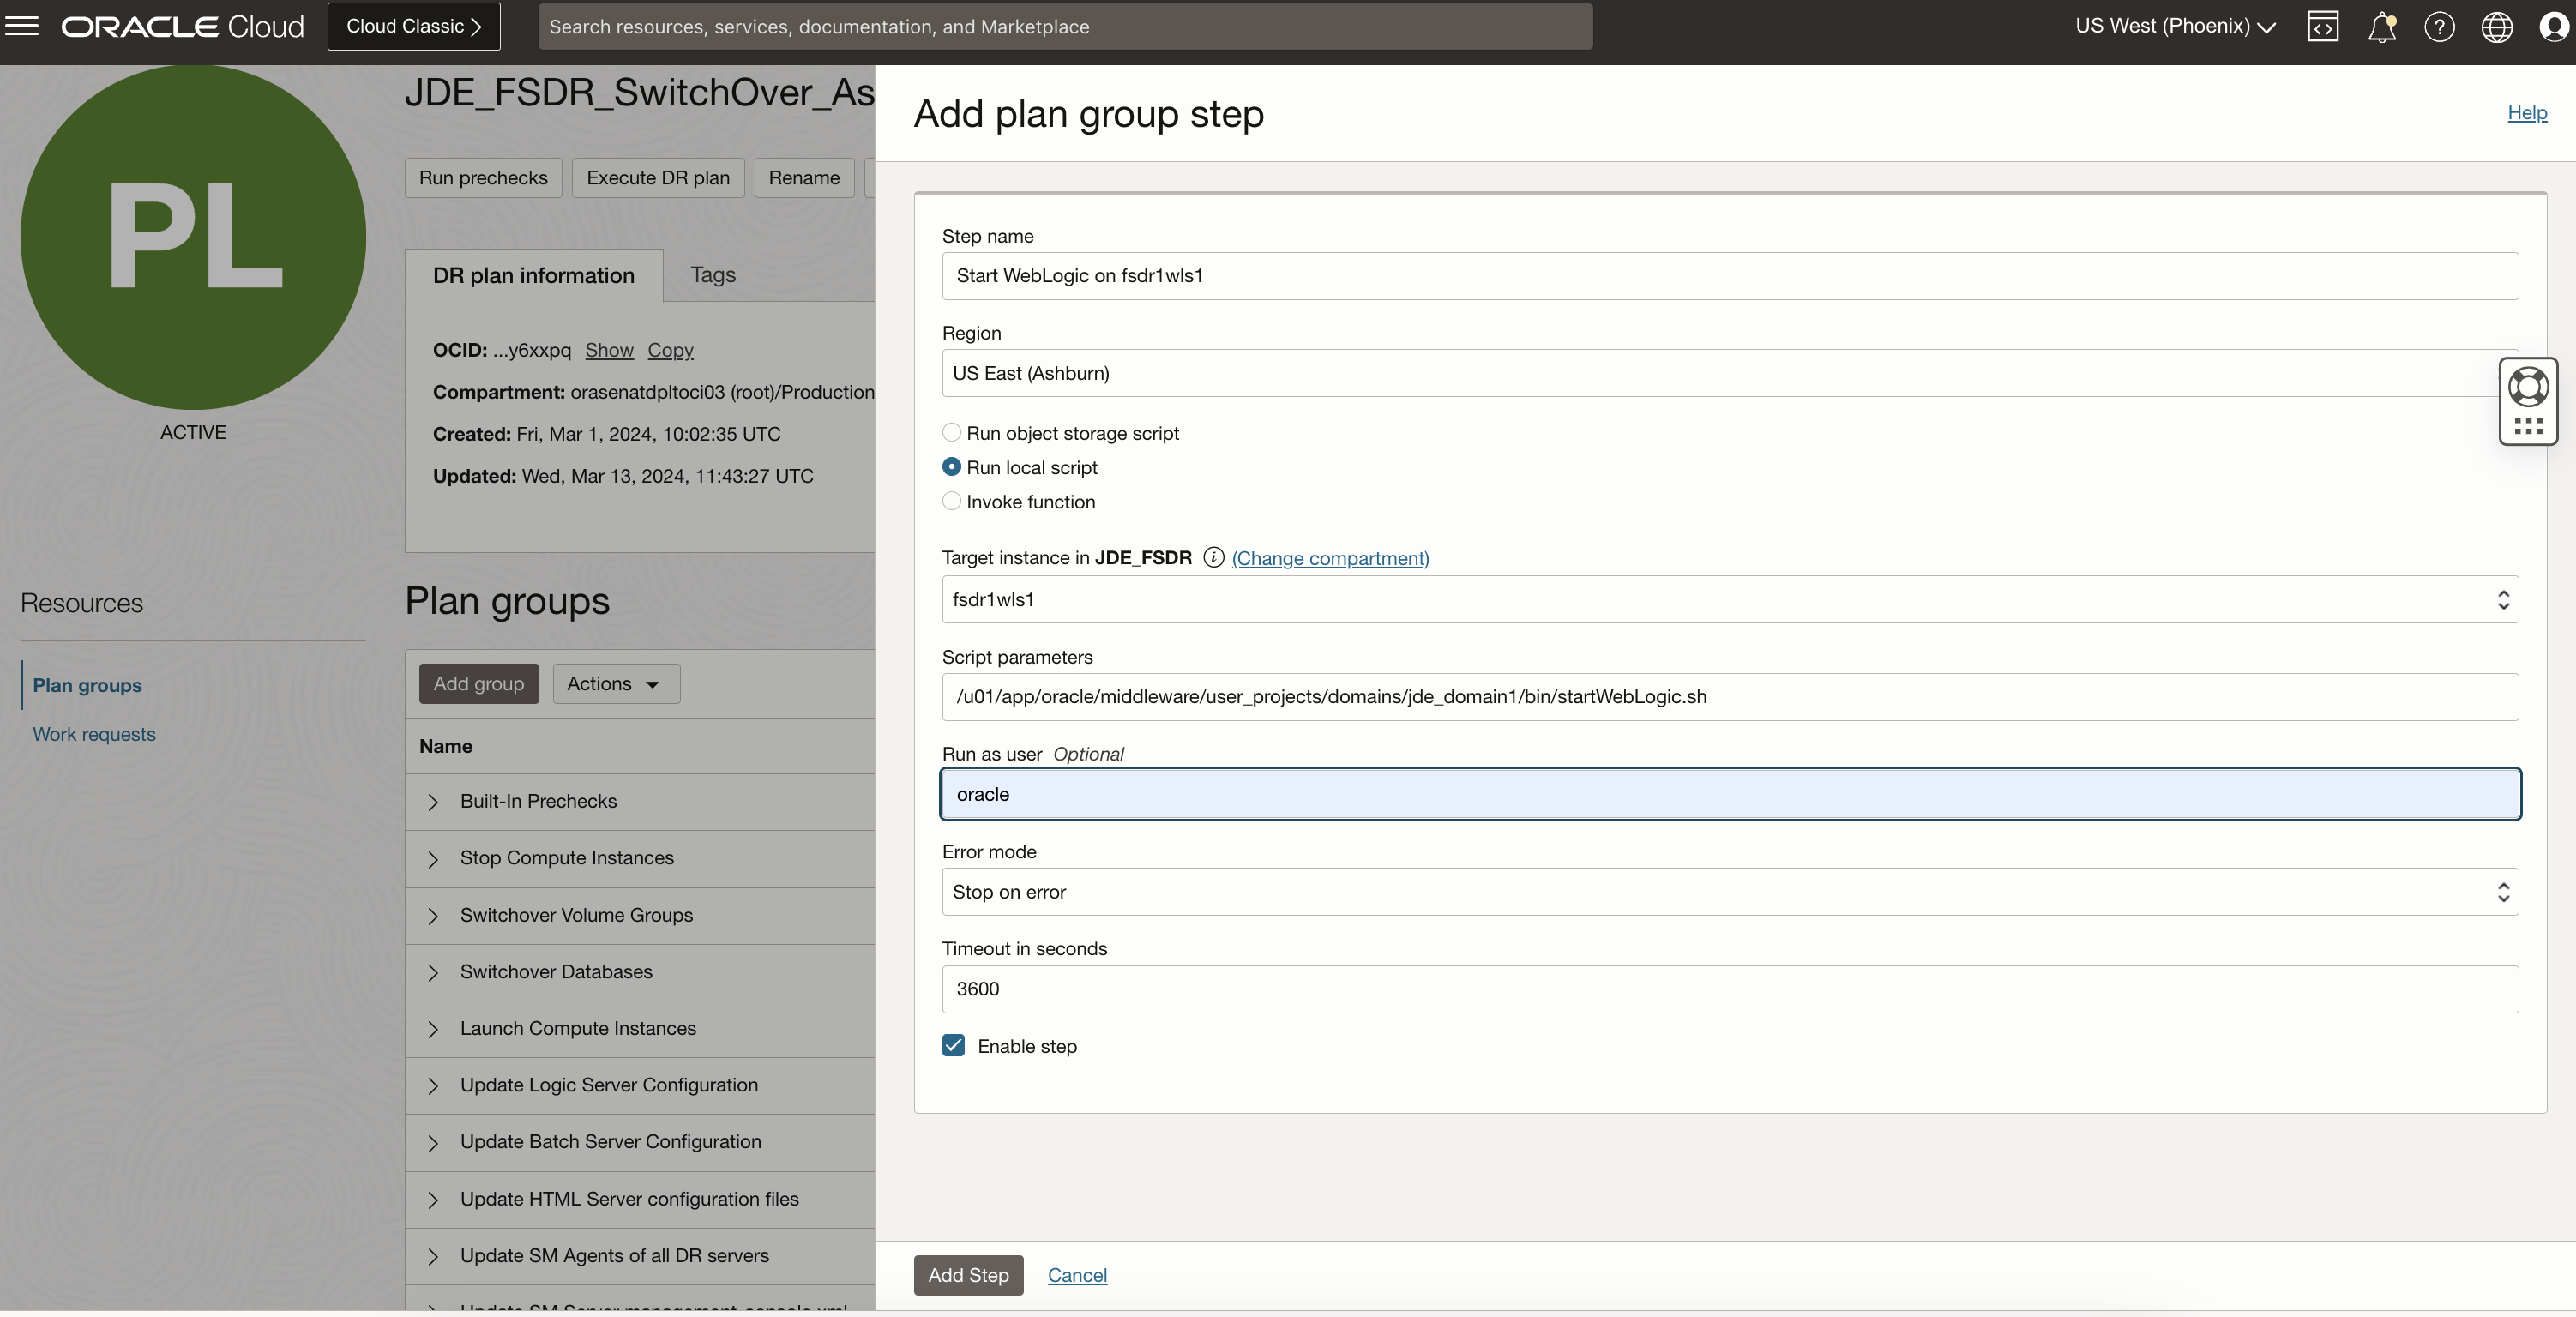 ORACLE Cloud
Cloud Classic
Search resources, services, documentation, and Marketplace
US West (Phoenix)
PL
ACTIVE
Resources
Plan groups
Work requests
JDE_FSDR_SwitchOver_As
Run prechecks
Execute DR plan
Rename
DR plan information
Tags
OCID: ...y6xxpq Show Copy
Compartment: orasenatdpltoci03 (root)/Production
Created: Fri, Mar 1, 2024, 10:02:35 UTC
Updated: Wed, Mar 13, 2024, 11:43:27 UTC
Plan groups
Add group
Actions
Name
Built-In Prechecks
Stop Compute Instances
Switchover Volume Groups
Switchover Databases
Launch Compute Instances
Update Logic Server Configuration
Update Batch Server Configuration
Update HTML Server configuration files
Update SM Agents of all DR servers
Add plan group step
Help
Step name
Start WebLogic on fsdr1wls1
Region
US East (Ashburn)
Run object storage script
Run local script
Invoke function
Target instance in JDE_FSDR (Change compartment)
fsdr1wls1
Script parameters
/u01/app/oracle/middleware/user_projects/domains/jde_domain1/bin/startWebLogic.sh
Run as user Optional
oracle
Error mode
Stop on error
Timeout in seconds
3600
Enable step
Add Step
Cancel